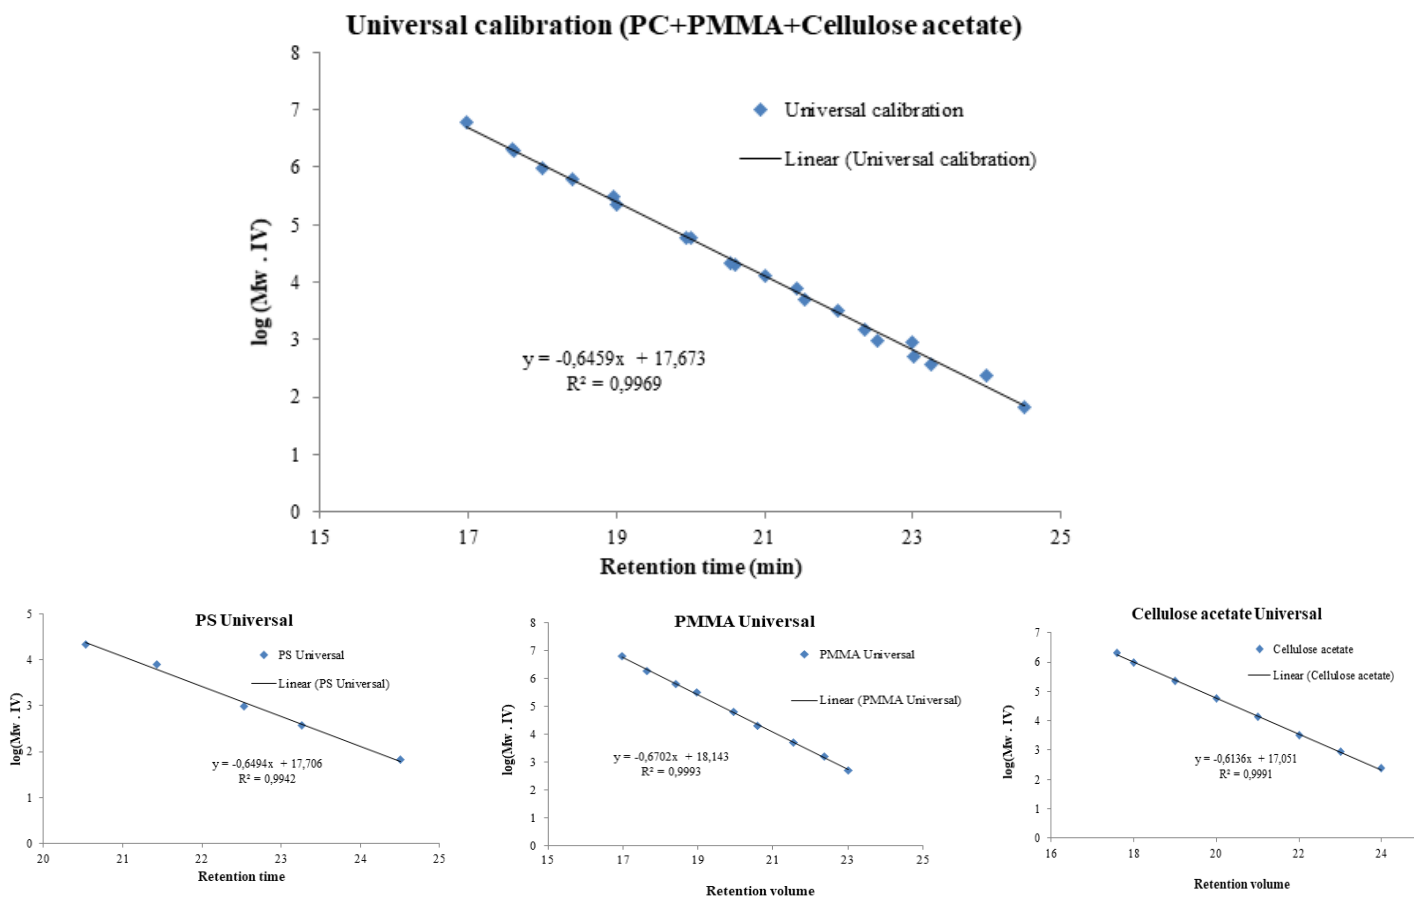 Universal calibration (PC+PMMA+Cellulose acetate)
8
7
6
5
4
3
2
1
0
log (Mw . IV)
Universal calibration
Linear (Universal calibration)
y = -0,6459x + 17,673
R² = 0,9969
15 17 19 21 23 25
Retention time (min)
PS Universal
5
4
3
2
1
0
log(Mw . IV)
PS Universal
Linear (PS Universal)
y = -0,6494x + 17,706
R² = 0,9942
20 21 22 23 24 25
Retention time
PMMA Universal
8
7
6
5
4
3
2
1
0
log(Mw . IV)
PMMA Universal
Linear (PMMA Universal)
y = -0,6702x + 18,143
R² = 0,9993
15 17 19 21 23 25
Retention volume
Cellulose acetate Universal
7
6
5
4
3
2
1
0
log(Mw . IV)
Cellulose acetate
Linear (Cellulose acetate)
y = -0,6136x + 17,051
R² = 0,9991
16 18 20 22 24
Retention volume